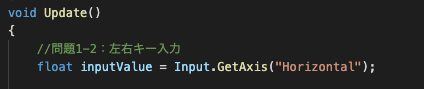 void Update()
{
//問題1-2：左右キー入力
float inputValue = Input.GetAxis("Horizontal");